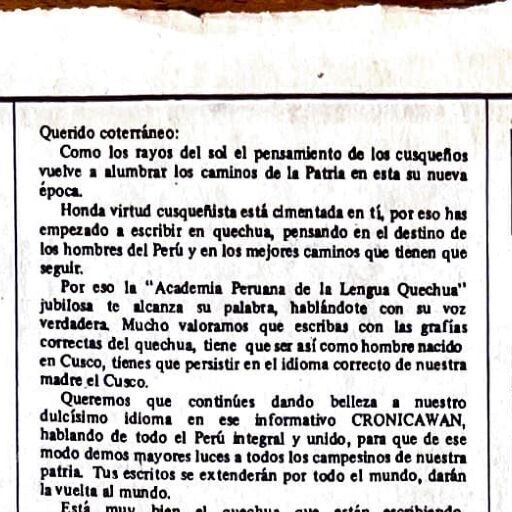 Querido coterráneo:
Como los rayos del sol el pensamiento de los cusqueños
vuelve a alumbrar los caminos de la Patria en esta su nueva
época.
Honda virtud cusqueñista está cimentada en tí, por eso has
empezado a escribir en quechua, pensando en el destino de
los hombres del Perú y en los mejores caminos que tienen que
seguir.
Por eso la "Academia Peruana de la Lengua Quechua"
jubilosa te alcanza su palabra, hablándote con su voz
verdadera. Mucho valoramos que escribas con las grafías
correctas del quechua, tiene que ser así como hombre nacido
en Cusco, tienes que persistir en el idioma correcto de nuestra
madre el Cusco.
Queremos que continúes dando belleza a nuestro
dulcísimo idioma en ese informativo CRONICAWAN,
hablando de todo el Perú integral y unido, para que de ese
modo demos mayores luces a todos los campesinos de nuestra
patria. Tus escritos se extenderán por todo el mundo, darán
la vuelta al mundo.
Está muy bien el quechua que están escribiendo,